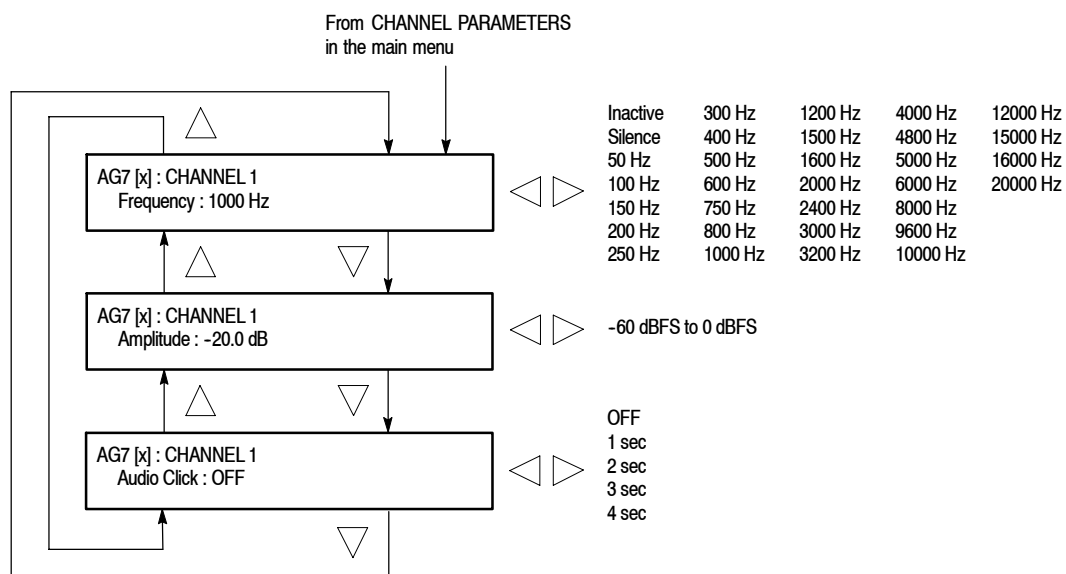 From CHANNEL PARAMETERS
in the main menu
AG7 [x] : CHANNEL 1
Frequency : 1000 Hz
Inactive 300 Hz 1200 Hz 4000 Hz 12000 Hz
Silence 400 Hz 1500 Hz 4800 Hz 15000 Hz
50 Hz 500 Hz 1600 Hz 5000 Hz 16000 Hz
100 Hz 600 Hz 2000 Hz 6000 Hz 20000 Hz
150 Hz 750 Hz 2400 Hz 8000 Hz
200 Hz 800 Hz 3000 Hz 9600 Hz
250 Hz 1000 Hz 3200 Hz 10000 Hz
AG7 [x] : CHANNEL 1
Amplitude : -20.0 dB
-60 dBFS to 0 dBFS
AG7 [x] : CHANNEL 1
Audio Click : OFF
OFF
1 sec
2 sec
3 sec
4 sec